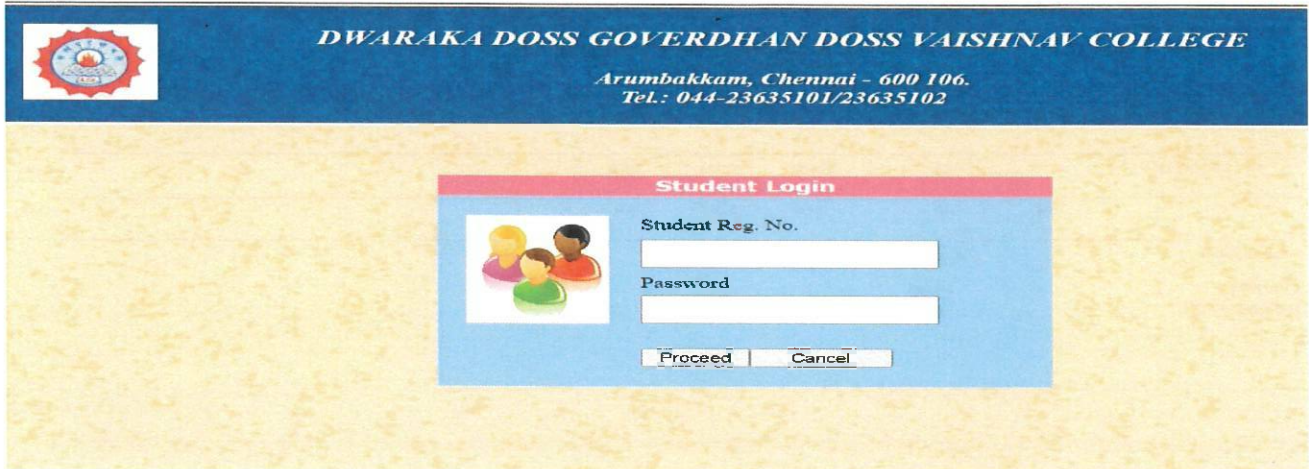 DWARAKA DOSS GOVERDHAN DOSS VAISHNAV COLLEGE
Arumbakkam, Chennai - 600 106.
Tel.: 044-23635101/23635102
Student Login
Student Reg. No.
Password
Proceed Cancel